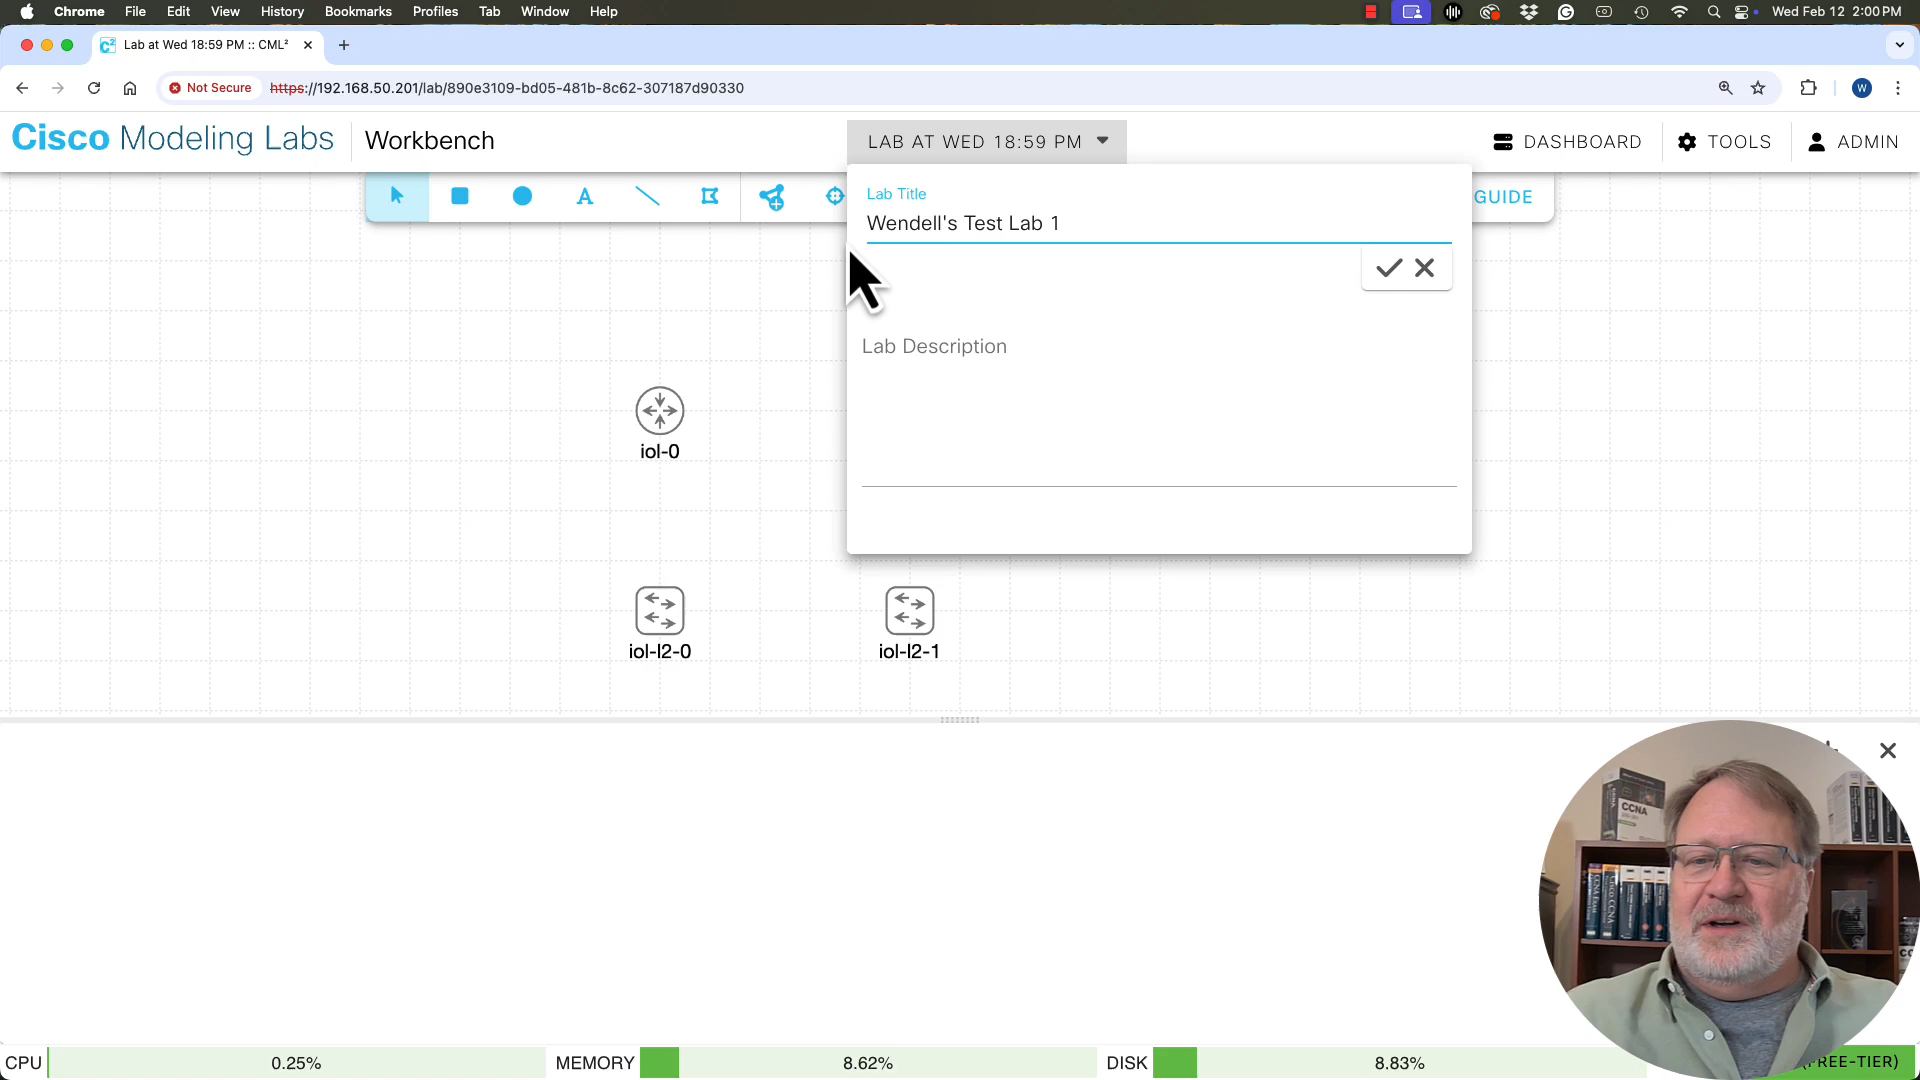 Chrome File Edit View History Bookmarks Profiles Tab Window Help Wed Feb 12 2:00 PM
Lab at Wed 18:59 PM :: CML²
Not Secure https://192.168.50.201/lab/890e3109-bd05-481b-8c62-307187d90330 W
Cisco Modeling Labs Workbench LAB AT WED 18:59 PM DASHBOARD TOOLS ADMIN
A GUIDE
Lab Title
Wendell's Test Lab 1
Lab Description
iol-0
iol-l2-0 iol-l2-1
CCNA
CPU 0.25% MEMORY 8.62% DISK 8.83% (FREE-TIER)